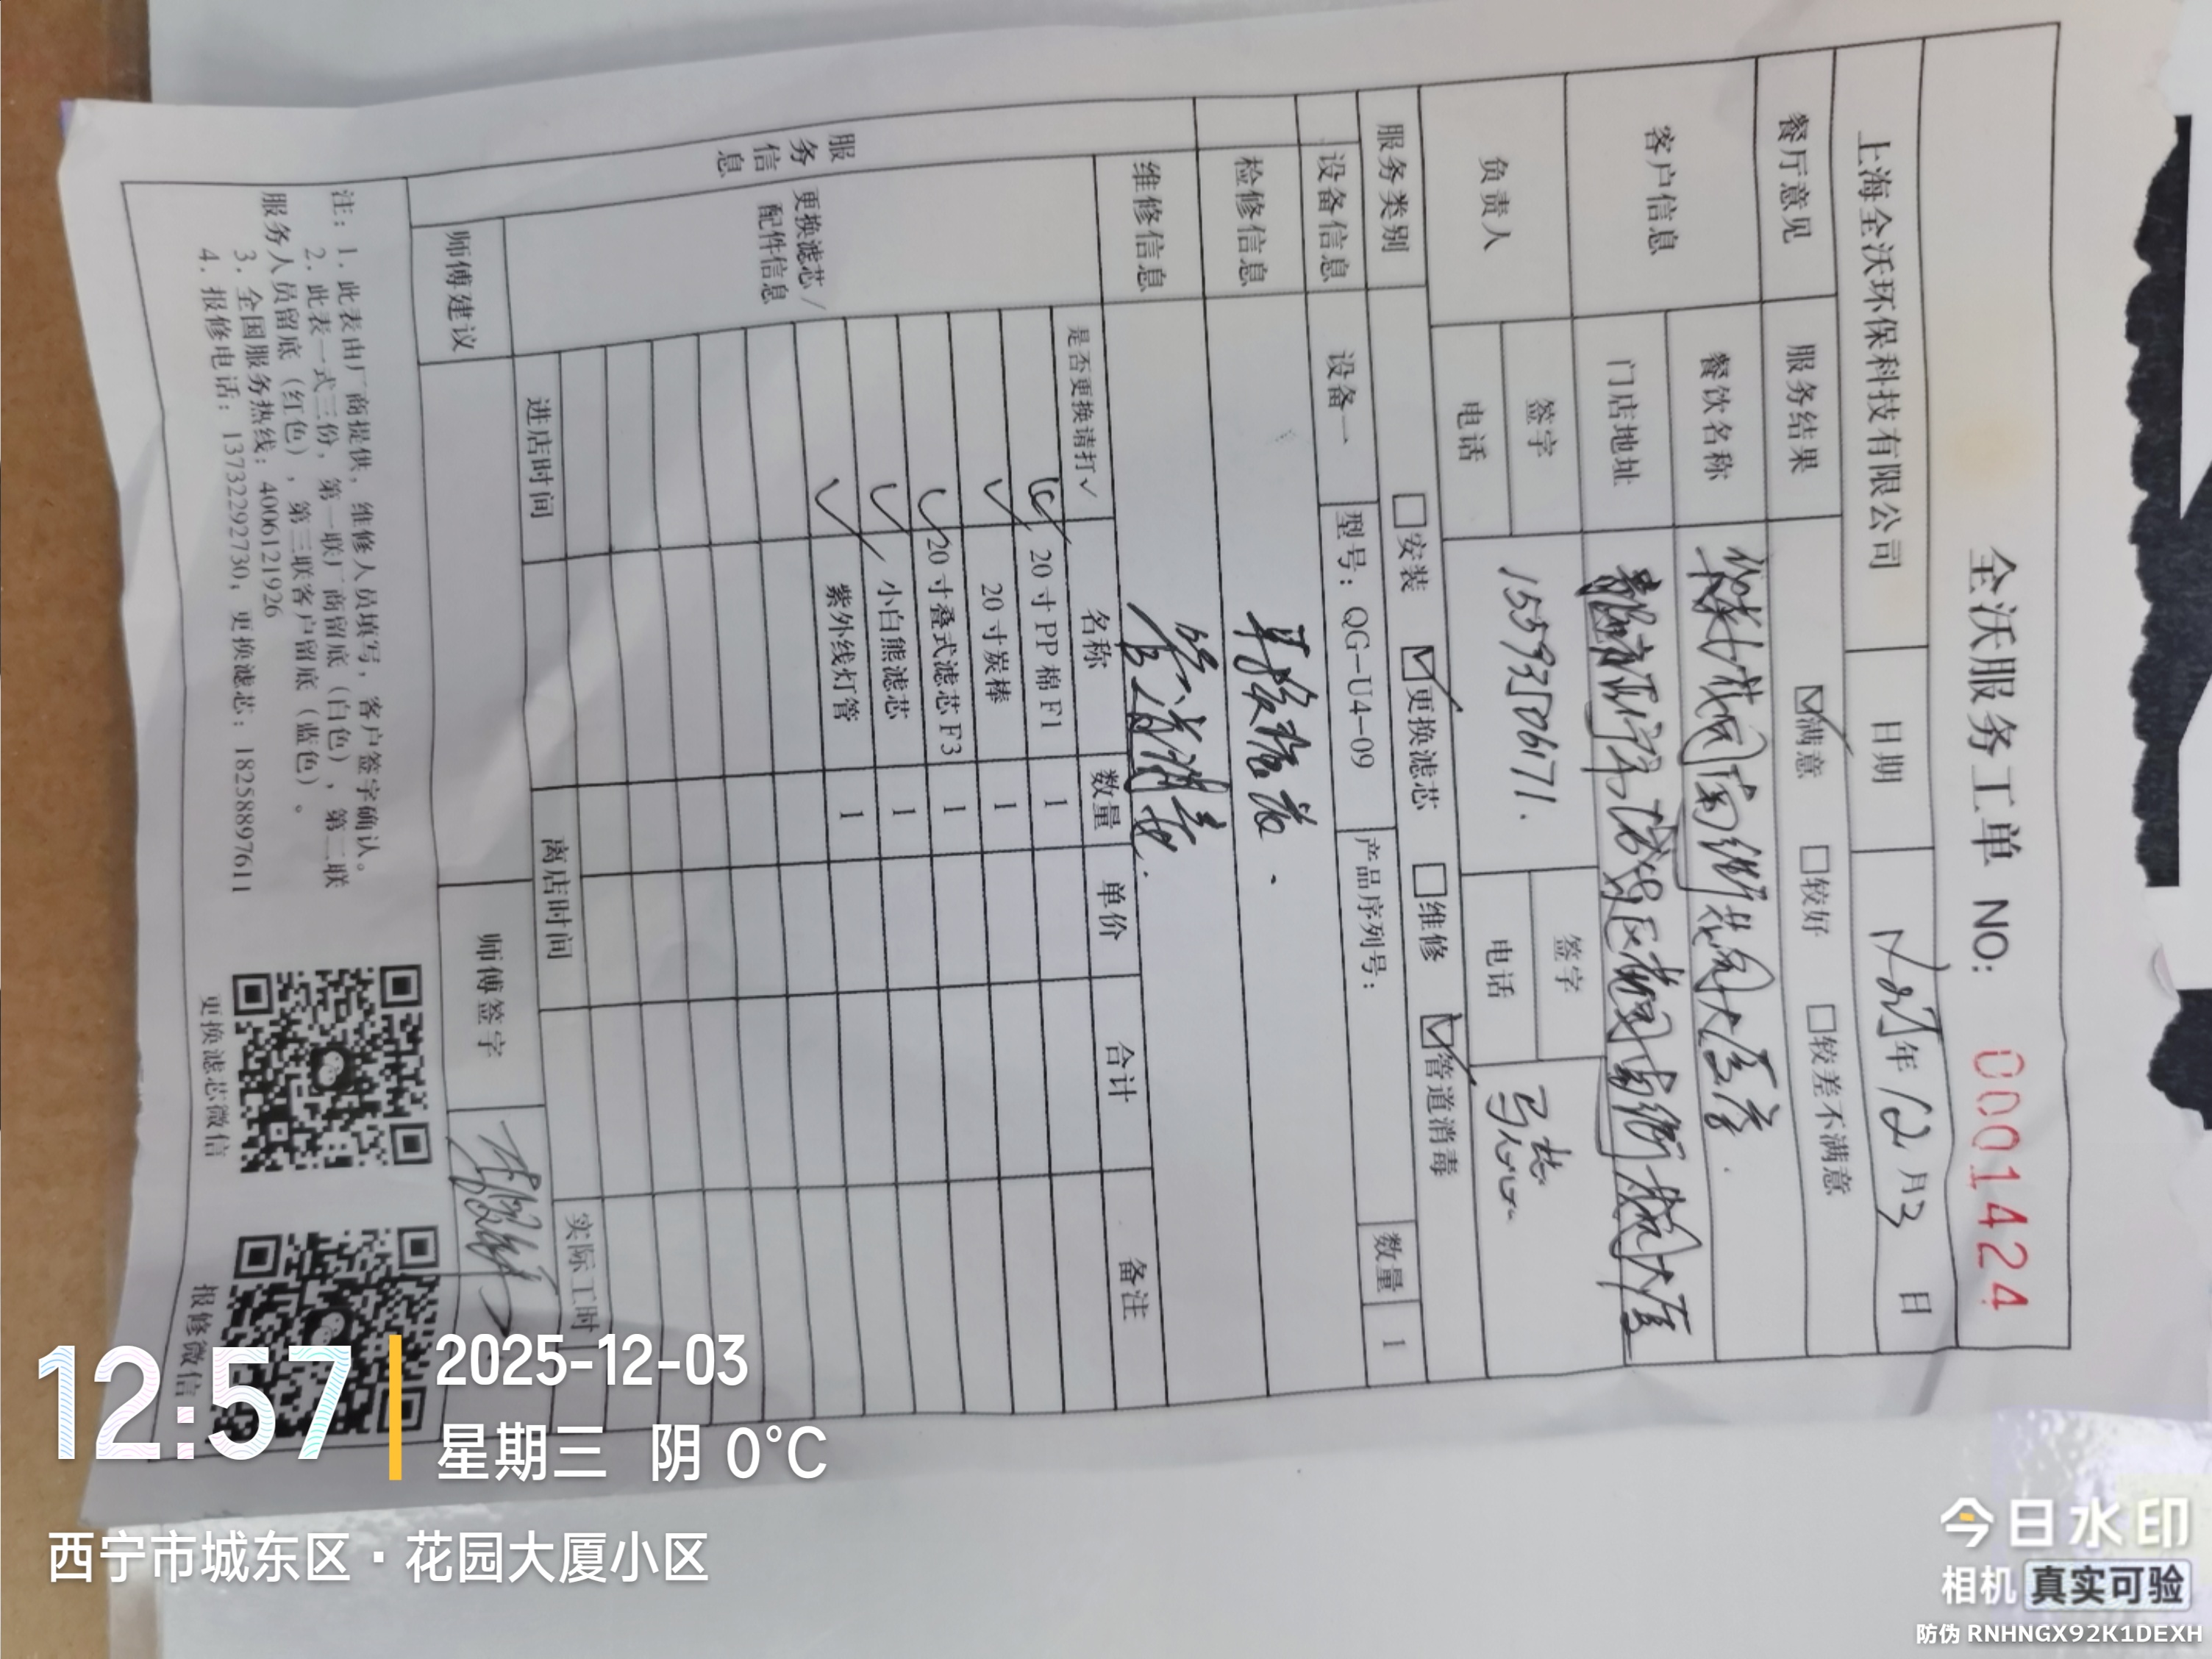 全沃服务工单 NO: 0001424
上海全沃环保科技有限公司 日期 年12月3日
餐厅意见 服务结果 ☑满意 □较好 □较差不满意
客户信息 餐饮名称
门店地址
负责人 签字 签字
电话 15593506171. 电话
服务类别 □安装 ☑更换滤芯 □维修 ☑管道消毒
设备信息 设备一 型号：QG-U4-09 产品序列号： 数量 1
检修信息
维修信息
服务信息
更换滤芯/配件信息
是否更换请打✓ 名称 数量 单价 合计 备注
✓ 20寸PP棉F1 1
✓ 20寸炭棒 1
✓ 20寸叠式滤芯F3 1
✓ 小白熊滤芯 1
✓ 紫外线灯管 1
进店时间 离店时间 实际工时
师傅建议 师傅签字
注：1. 此表由厂商提供，维修人员填写，客户签字确认。
2. 此表一式三份，第一联厂商留底（白色），第二联
服务人员留底（红色），第三联客户留底（蓝色）。
3. 全国服务热线：4006121926
4. 报修电话：13732292730，更换滤芯：18258897611
更换滤芯微信
报修微信
12:57
2025-12-03
星期三 阴 0°C
西宁市城东区·花园大厦小区
今日水印
相机 真实可验
防伪 RNHNGX92K1DEXH